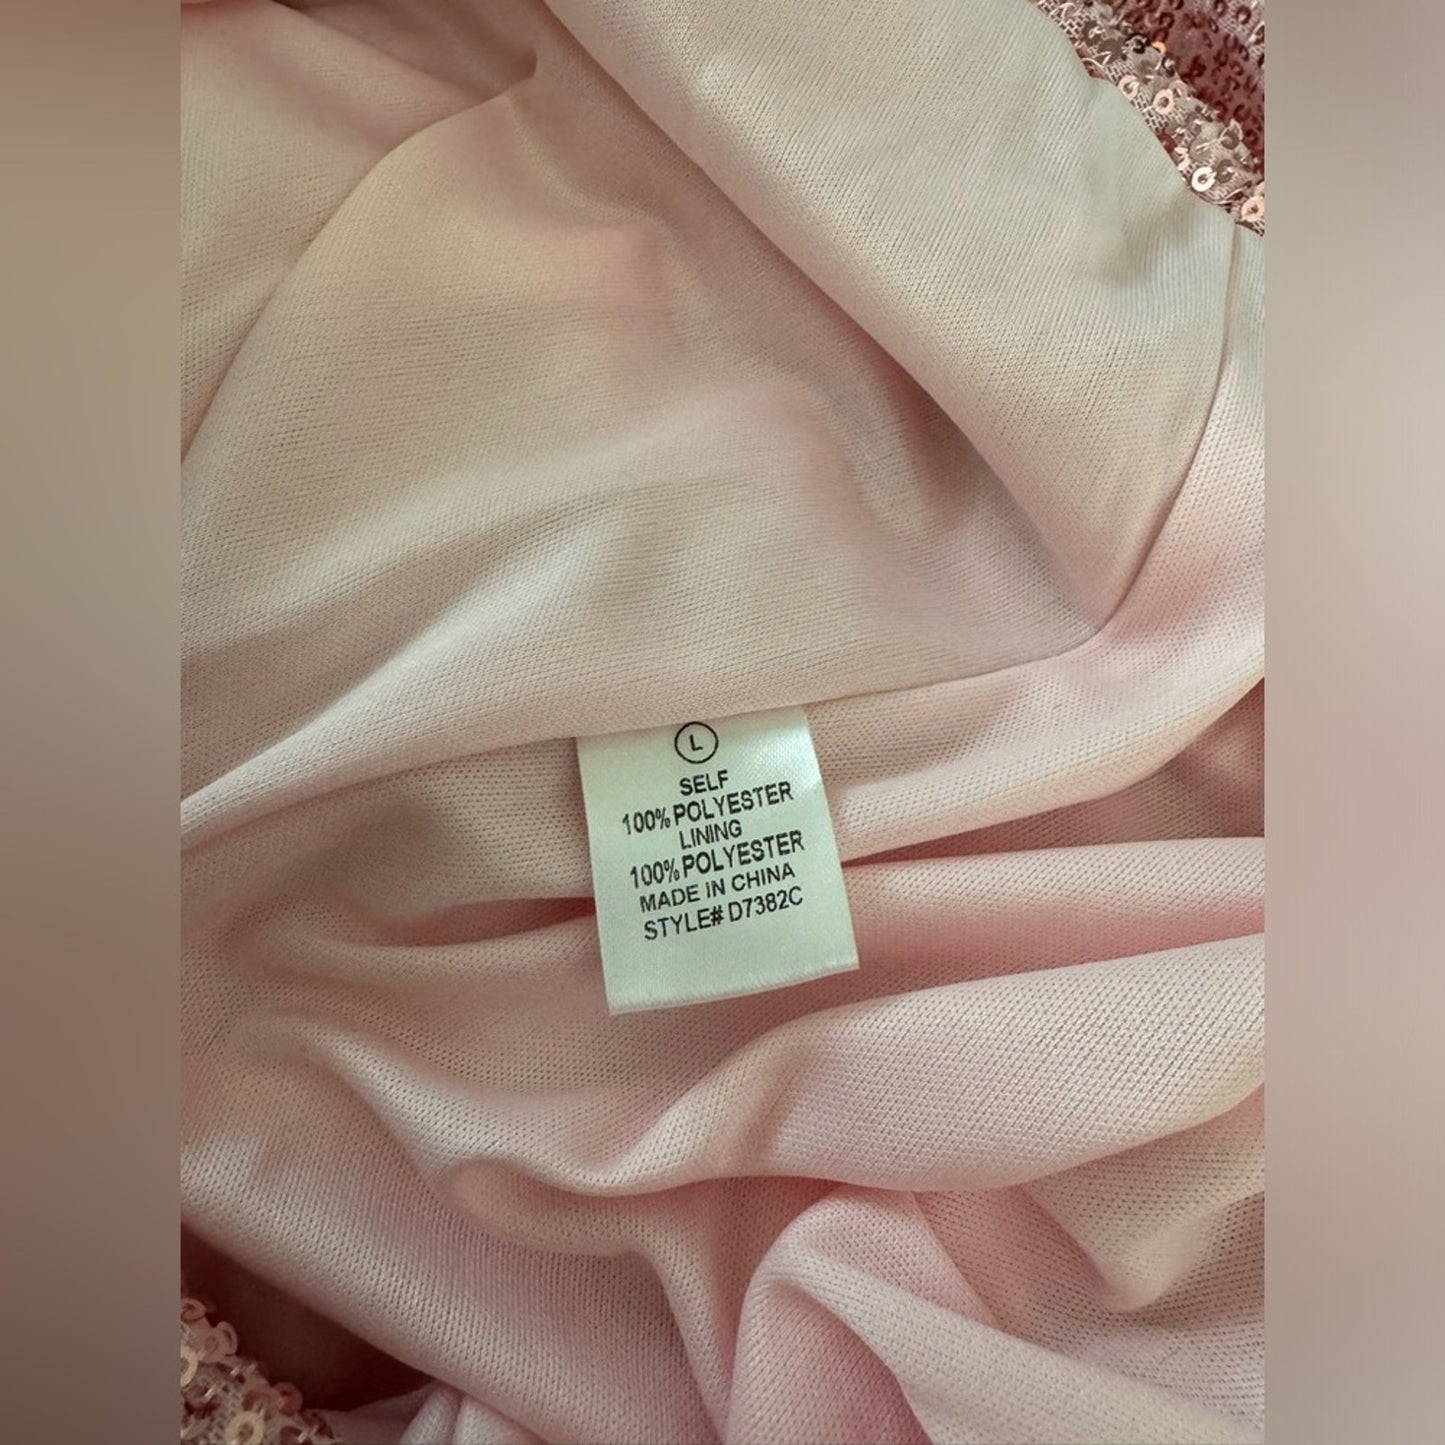 L
SELF
100% POLYESTER
LINING
100% POLYESTER
MADE IN CHINA
STYLE# D7382C